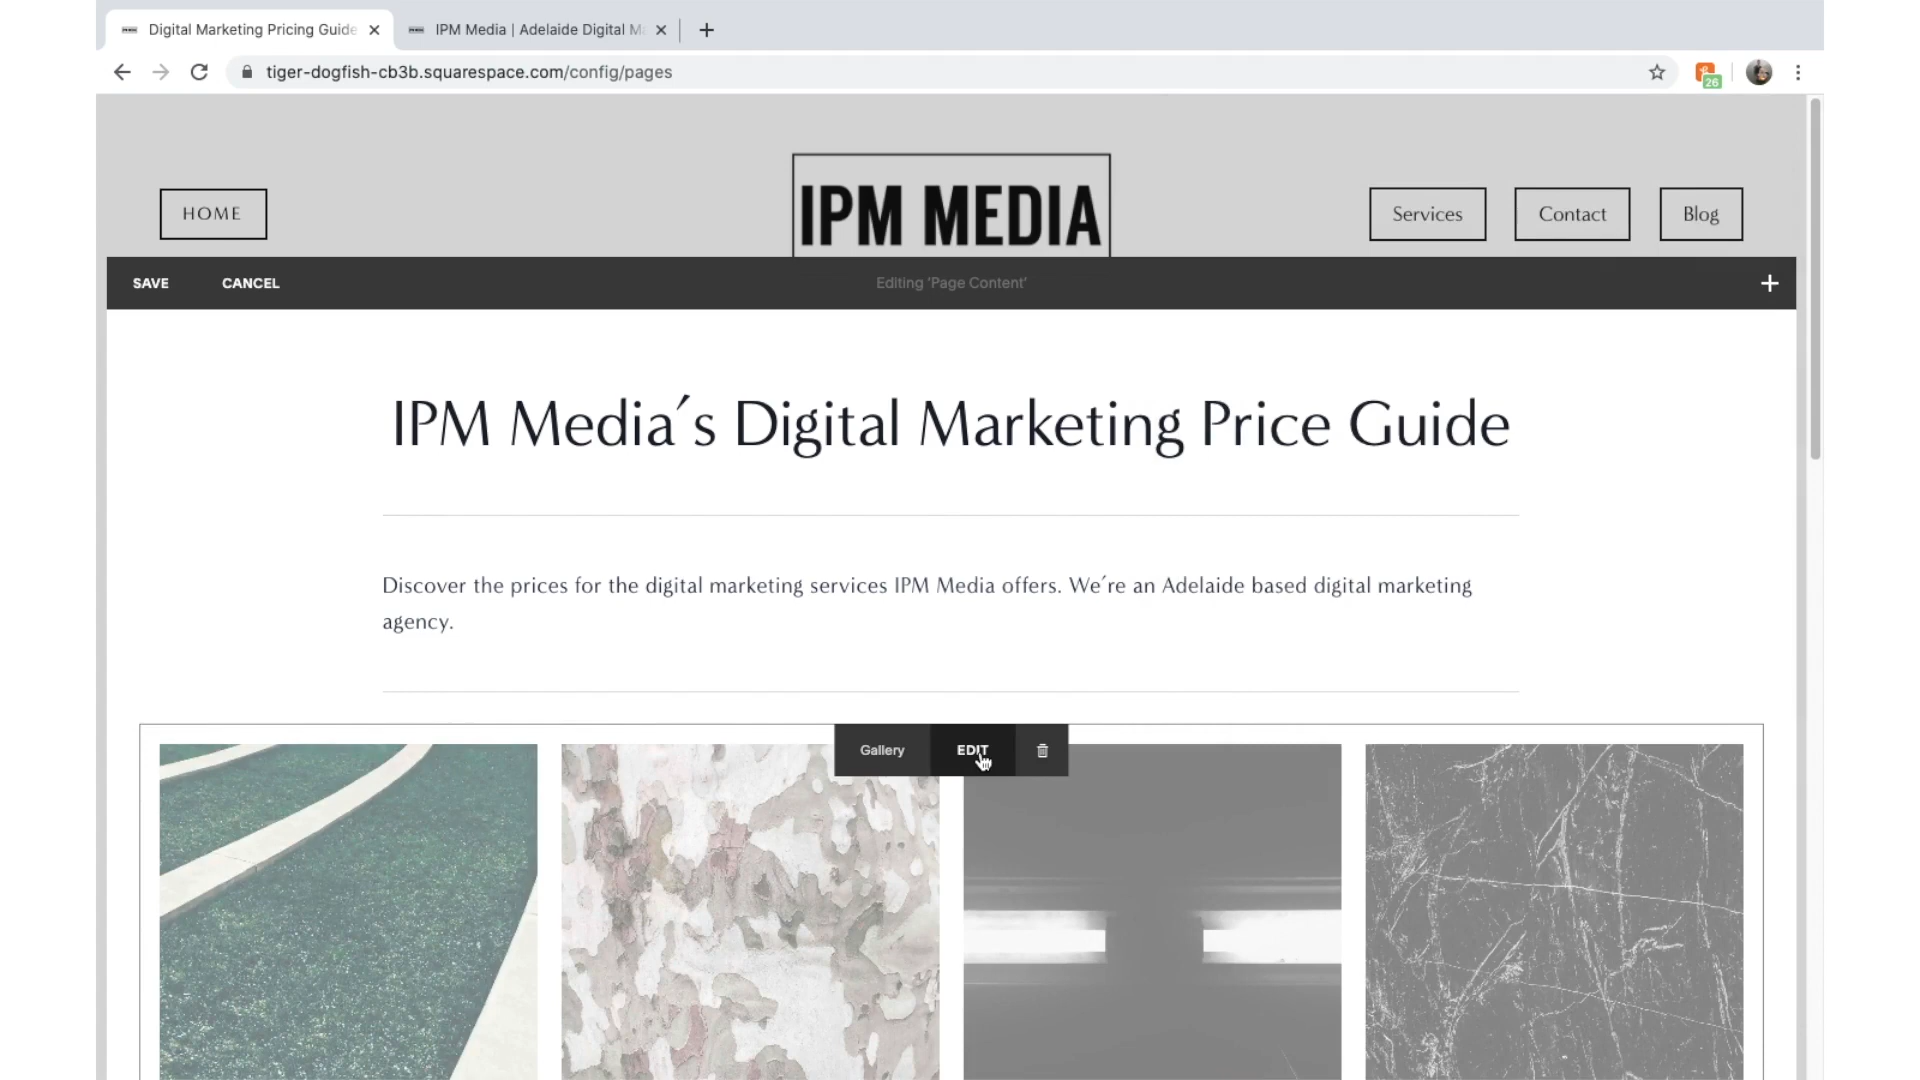 Digital Marketing Pricing Guide
IPM Media | Adelaide Digital M
tiger-dogfish-cb3b.squarespace.com/config/pages
26
HOME
IPM MEDIA
Services
Contact
Blog
SAVE
CANCEL
Editing 'Page Content'
IPM Media´s Digital Marketing Price Guide
Discover the prices for the digital marketing services IPM Media offers. We´re an Adelaide based digital marketing
agency.
Gallery
EDIT